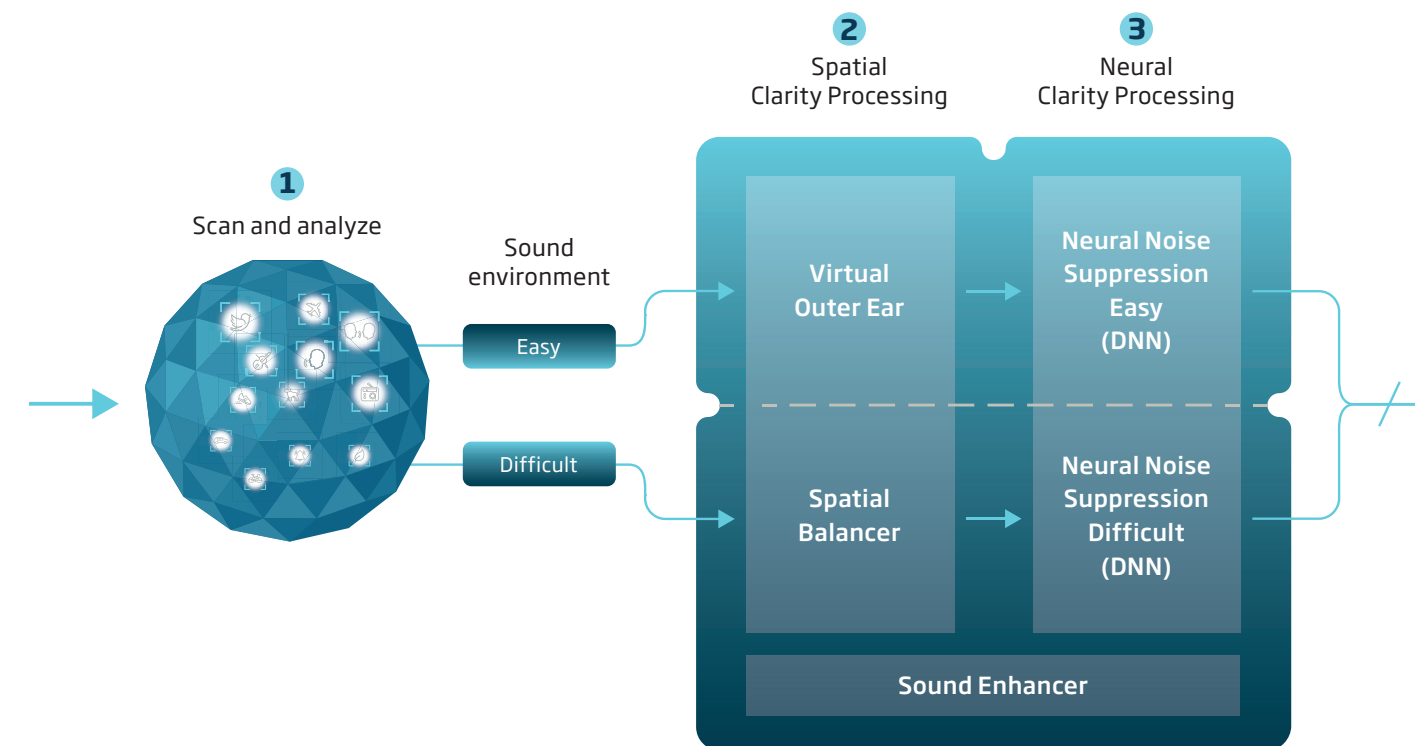 1
Scan and analyze
Sound
environment
Easy
Difficult
2
Spatial
Clarity Processing
3
Neural
Clarity Processing
Virtual
Outer Ear
Neural Noise
Suppression
Easy
(DNN)
Spatial
Balancer
Neural Noise
Suppression
Difficult
(DNN)
Sound Enhancer